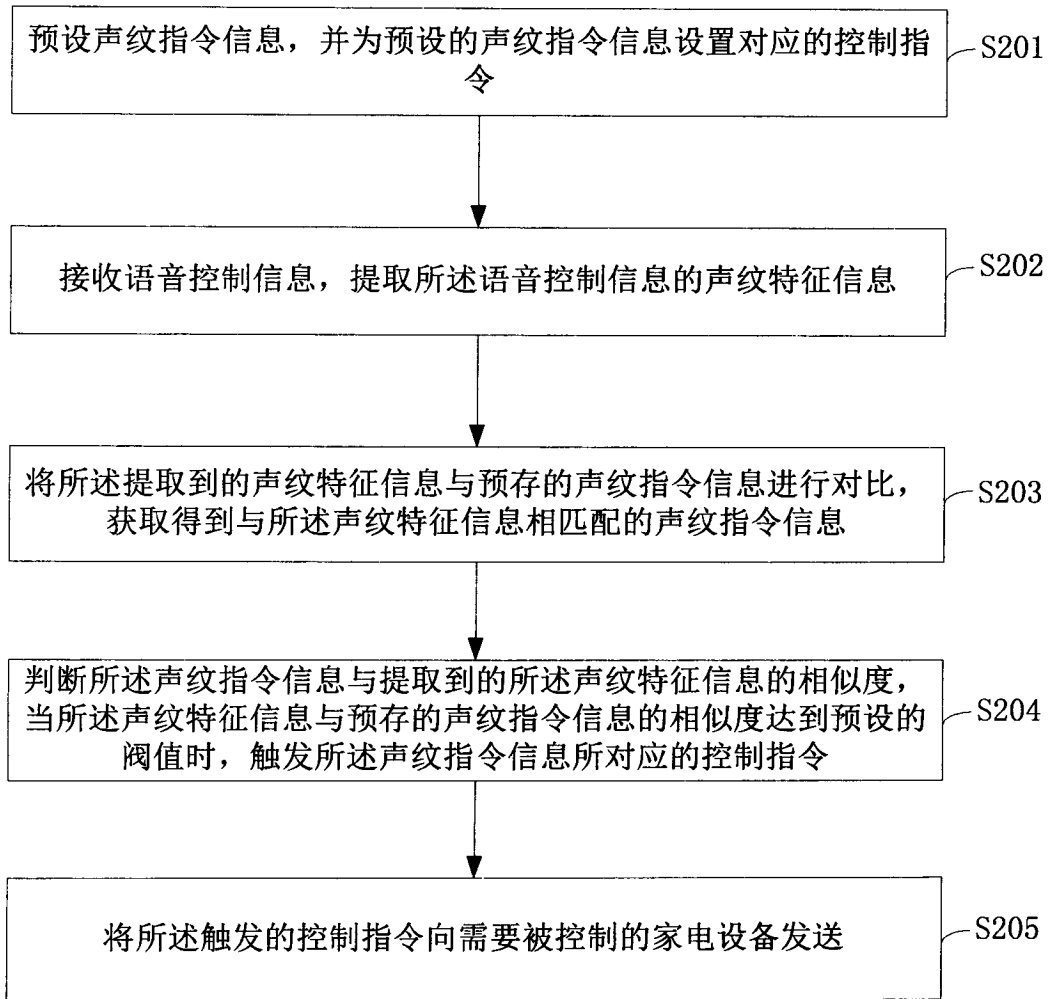 预设声纹指令信息，并为预设的声纹指令信息设置对应的控制指
令
S201
接收语音控制信息，提取所述语音控制信息的声纹特征信息
S202
将所述提取到的声纹特征信息与预存的声纹指令信息进行对比，
获取得到与所述声纹特征信息相匹配的声纹指令信息
S203
判断所述声纹指令信息与提取到的所述声纹特征信息的相似度，
当所述声纹特征信息与预存的声纹指令信息的相似度达到预设的
阀值时，触发所述声纹指令信息所对应的控制指令
S204
将所述触发的控制指令向需要被控制的家电设备发送
S205